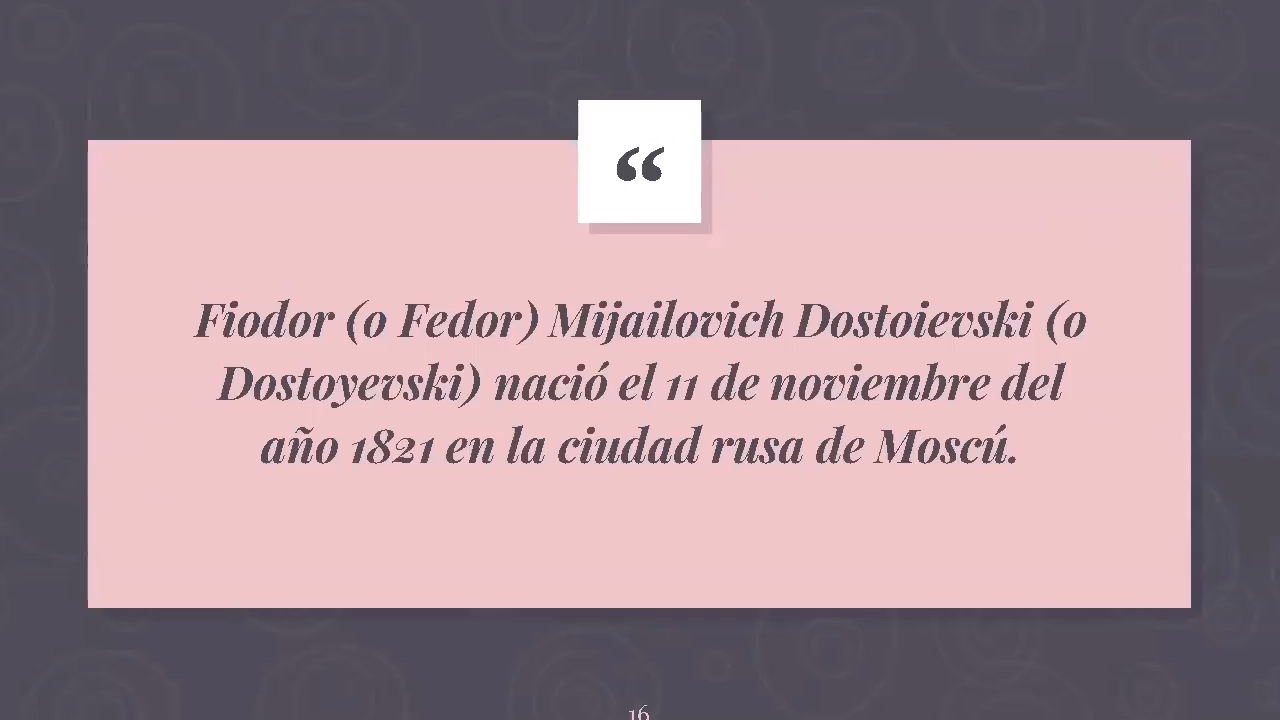 “
Fiodor (o Fedor) Mijailovich Dostoievski (o
Dostoyevski) nació el 11 de noviembre del
año 1821 en la ciudad rusa de Moscú.
16